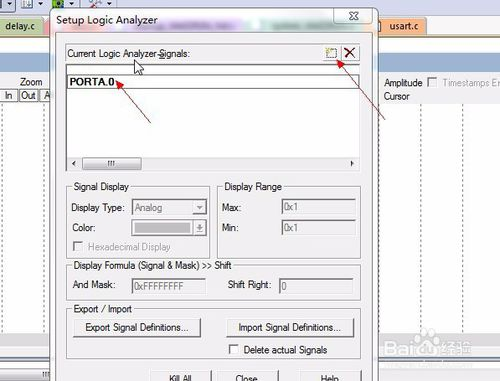 delay.c
usart.c
Setup Logic Analyzer
Current Logic Analyzer Signals:
PORTA.0
Zoom
In Out A
Amplitude Timestamps En
Cursor
Signal Display
Display Type: Analog
Color:
Hexadecimal Display
Display Range
Max: 0x1
Min: 0x1
Display Formula (Signal & Mask) >> Shift
And Mask: 0xFFFFFFFF Shift Right: 0
Export / Import
Export Signal Definitions... Import Signal Definitions...
Delete actual Signals
Kill All Close Help
Bai 经验